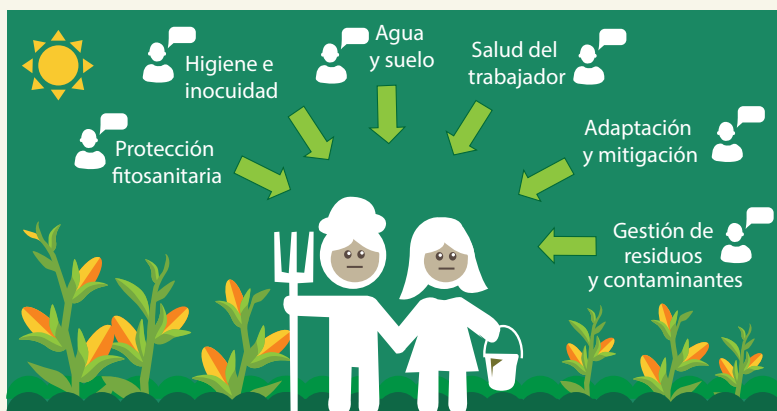 Protección
fitosanitaria
Higiene e
inocuidad
Agua
y suelo
Salud del
trabajador
Adaptación
y mitigación
Gestión de
residuos
y contaminantes